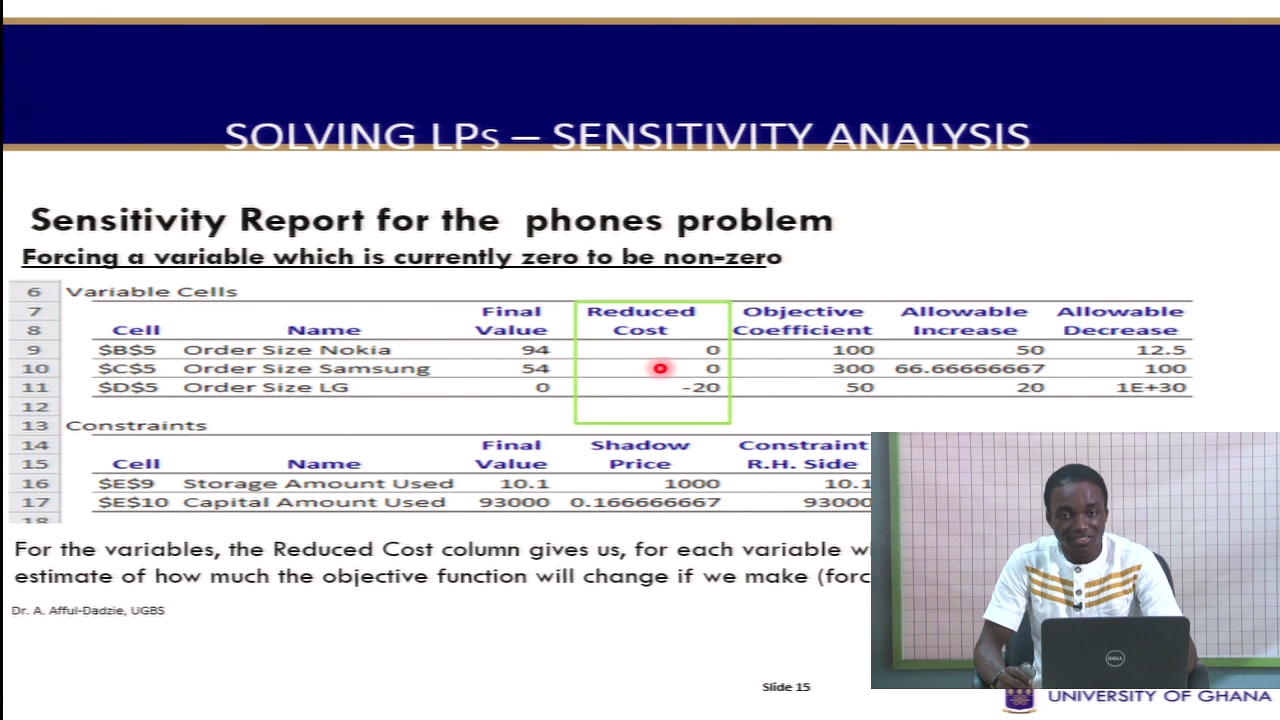 SOLVING LPs – SENSITIVITY ANALYSIS
Sensitivity Report for the phones problem
Forcing a variable which is currently zero to be non-zero
6 Variable Cells
7 Final Reduced Objective Allowable Allowable
8 Cell Name Value Cost Coefficient Increase Decrease
9 $B$5 Order Size Nokia 94 0 100 50 12.5
10 $C$5 Order Size Samsung 54 0 300 66.66666667 100
11 $D$5 Order Size LG 0 -20 50 20 1E+30
12
13 Constraints
14 Final Shadow Constraint
15 Cell Name Value Price R.H. Side
16 $E$9 Storage Amount Used 10.1 1000 10.1
17 $E$10 Capital Amount Used 93000 0.166666667 93000
18
For the variables, the Reduced Cost column gives us, for each variable
estimate of how much the objective function will change if we make
Dr. A. Afful-Dadzie, UGBS
DELL
Slide 15
UNIVERSITY OF GHANA